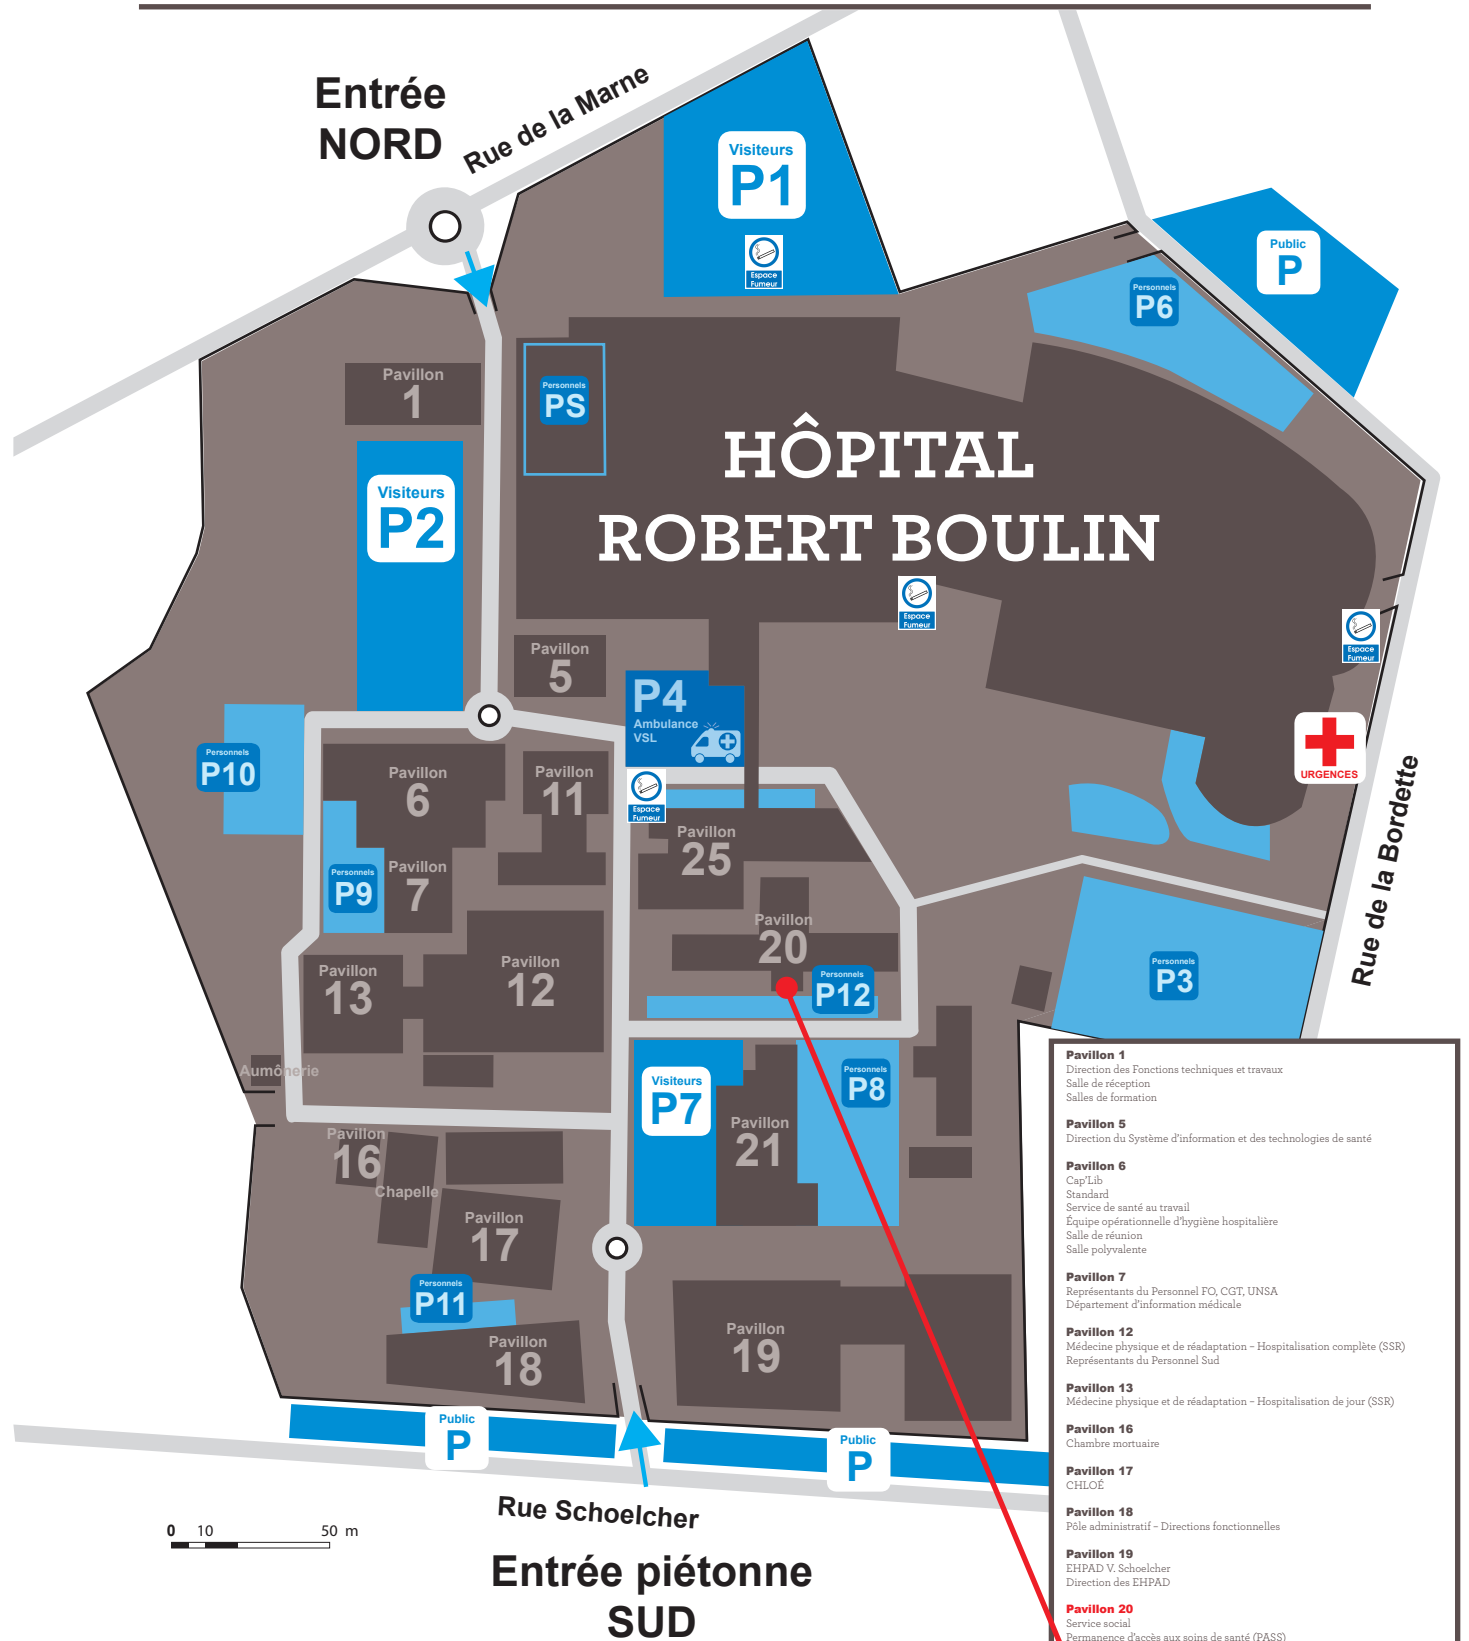 Entrée
NORD
Rue de la Marne
Visiteurs
P1
Espace
Fumeur
Public
P
Personnels
P6
Pavillon
1
Personnels
PS
HÔPITAL
ROBERT BOULIN
Visiteurs
P2
Espace
Fumeur
Espace
Fumeur
Pavillon
5
P4
Ambulance
VSL
URGENCES
Rue de la Bordette
Personnels
P10
Pavillon
6
Pavillon
11
Espace
Fumeur
Pavillon
25
Personnels
P9
Pavillon
7
Pavillon
20
Personnels
P12
Pavillon
13
Pavillon
12
Personnels
P3
Aumônerie
Visiteurs
P7
Pavillon
21
Personnels
P8
Pavillon
16
Chapelle
Pavillon
17
Personnels
P11
Pavillon
18
Pavillon
19
Public
P
Public
P
Rue Schoelcher
0 10 50 m
Entrée piétonne
SUD
Pavillon 1
Direction des Fonctions techniques et travaux
Salle de réception
Salles de formation
Pavillon 5
Direction du Système d'information et des technologies de santé
Pavillon 6
Cap'Lib
Standard
Service de santé au travail
Équipe opérationnelle d'hygiène hospitalière
Salle de réunion
Salle polyvalente
Pavillon 7
Représentants du Personnel FO, CGT, UNSA
Département d'information médicale
Pavillon 12
Médecine physique et de réadaptation – Hospitalisation complète (SSR)
Représentants du Personnel Sud
Pavillon 13
Médecine physique et de réadaptation – Hospitalisation de jour (SSR)
Pavillon 16
Chambre mortuaire
Pavillon 17
CHLOÉ
Pavillon 18
Pôle administratif – Directions fonctionnelles
Pavillon 19
EHPAD V. Schoelcher
Direction des EHPAD
Pavillon 20
Service social
Permanence d'accès aux soins de santé (PASS)